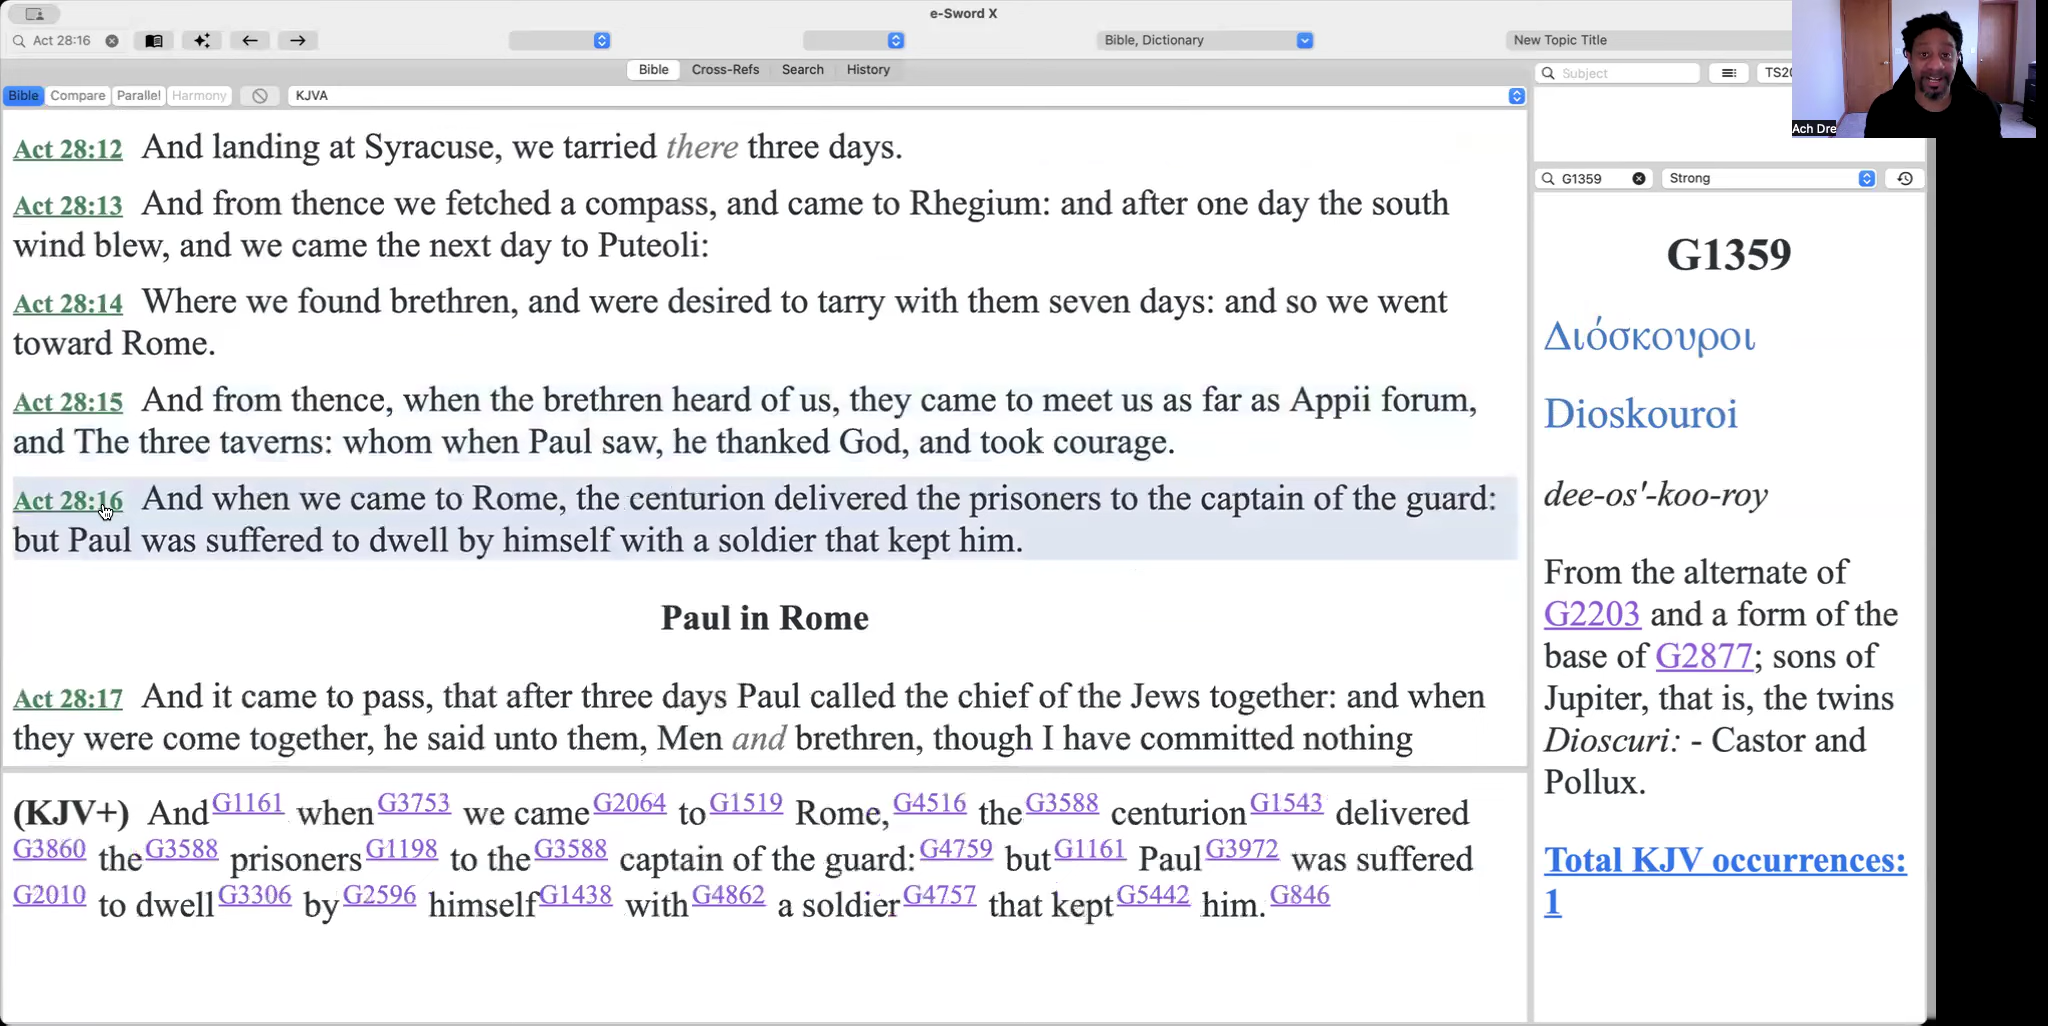 e-Sword X
Act 28:16
Bible, Dictionary
New Topic Title
Bible
Cross-Refs
Search
History
Subject
TS20
Ach Dre
Bible
Compare
Parallel
Harmony
KJVA
Act 28:12 And landing at Syracuse, we tarried there three days.
Act 28:13 And from thence we fetched a compass, and came to Rhegium: and after one day the south
wind blew, and we came the next day to Puteoli:
Act 28:14 Where we found brethren, and were desired to tarry with them seven days: and so we went
toward Rome.
Act 28:15 And from thence, when the brethren heard of us, they came to meet us as far as Appii forum,
and The three taverns: whom when Paul saw, he thanked God, and took courage.
Act 28:16 And when we came to Rome, the centurion delivered the prisoners to the captain of the guard:
but Paul was suffered to dwell by himself with a soldier that kept him.
Paul in Rome
Act 28:17 And it came to pass, that after three days Paul called the chief of the Jews together: and when
they were come together, he said unto them, Men and brethren, though I have committed nothing
(KJV+) And G1161 when G3753 we came G2064 to G1519 Rome, G4516 the G3588 centurion G1543 delivered
G3860 the G3588 prisoners G1198 to the G3588 captain of the guard: G4759 but G1161 Paul G3972 was suffered
G2010 to dwell G3306 by G2596 himself G1438 with G4862 a soldier G4757 that kept G5442 him. G846
G1359
Strong
G1359
Διόσκουροι
Dioskouroi
dee-os'-koo-roy
From the alternate of
G2203 and a form of the
base of G2877; sons of
Jupiter, that is, the twins
Dioscuri: - Castor and
Pollux.
Total KJV occurrences:
1